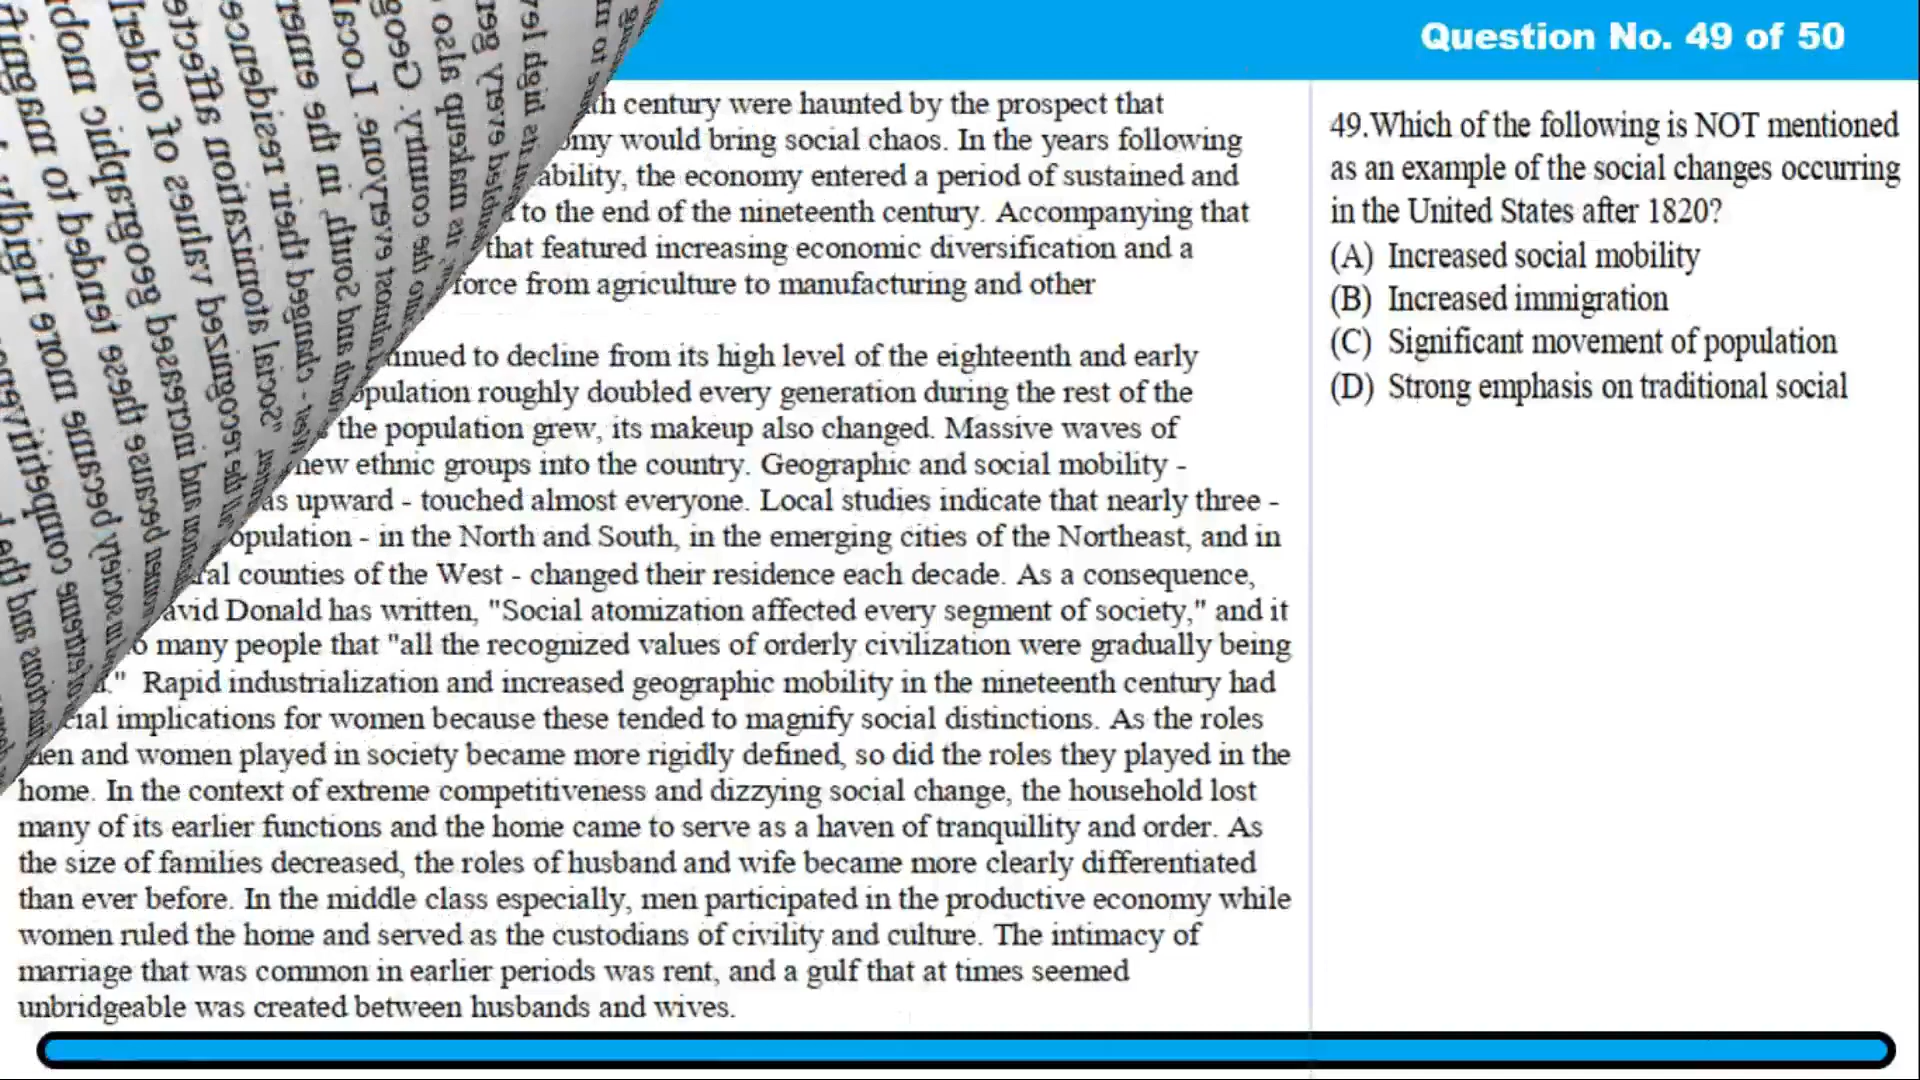 Question No. 49 of 50
century were haunted by the prospect that
would bring social chaos. In the years following
the economy entered a period of sustained and
to the end of the nineteenth century. Accompanying that
that featured increasing economic diversification and a
force from agriculture to manufacturing and other
to decline from its high level of the eighteenth and early
roughly doubled every generation during the rest of the
the population grew, its makeup also changed. Massive waves of
new ethnic groups into the country. Geographic and social mobility -
as upward - touched almost everyone. Local studies indicate that nearly three -
- in the North and South, in the emerging cities of the Northeast, and in
counties of the West - changed their residence each decade. As a consequence,
Donald has written, "Social atomization affected every segment of society," and it
many people that "all the recognized values of orderly civilization were gradually being
." Rapid industrialization and increased geographic mobility in the nineteenth century had
implications for women because these tended to magnify social distinctions. As the roles
and women played in society became more rigidly defined, so did the roles they played in the
home. In the context of extreme competitiveness and dizzying social change, the household lost
many of its earlier functions and the home came to serve as a haven of tranquillity and order. As
the size of families decreased, the roles of husband and wife became more clearly differentiated
than ever before. In the middle class especially, men participated in the productive economy while
women ruled the home and served as the custodians of civility and culture. The intimacy of
marriage that was common in earlier periods was rent, and a gulf that at times seemed
unbridgeable was created between husbands and wives.
49.Which of the following is NOT mentioned
as an example of the social changes occurring
in the United States after 1820?
(A) Increased social mobility
(B) Increased immigration
(C) Significant movement of population
(D) Strong emphasis on traditional social